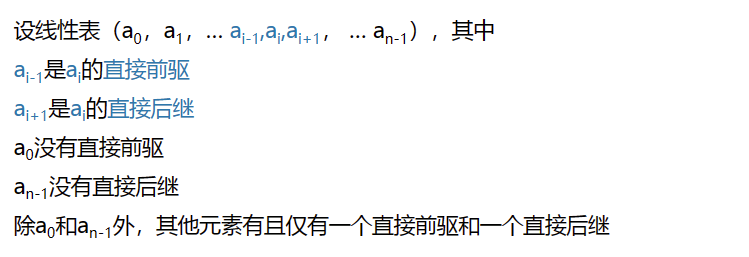 设线性表（a0，a1，... ai-1,ai,ai+1， ... an-1），其中
ai-1是ai的直接前驱
ai+1是ai的直接后继
a0没有直接前驱
an-1没有直接后继
除a0和an-1外，其他元素有且仅有一个直接前驱和一个直接后继